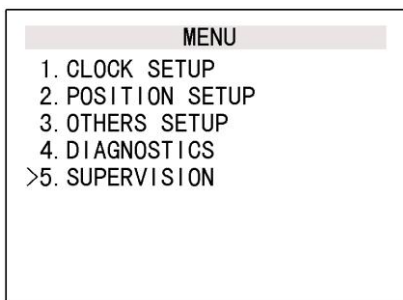 MENU
1. CLOCK SETUP
2. POSITION SETUP
3. OTHERS SETUP
4. DIAGNOSTICS
>5. SUPERVISION